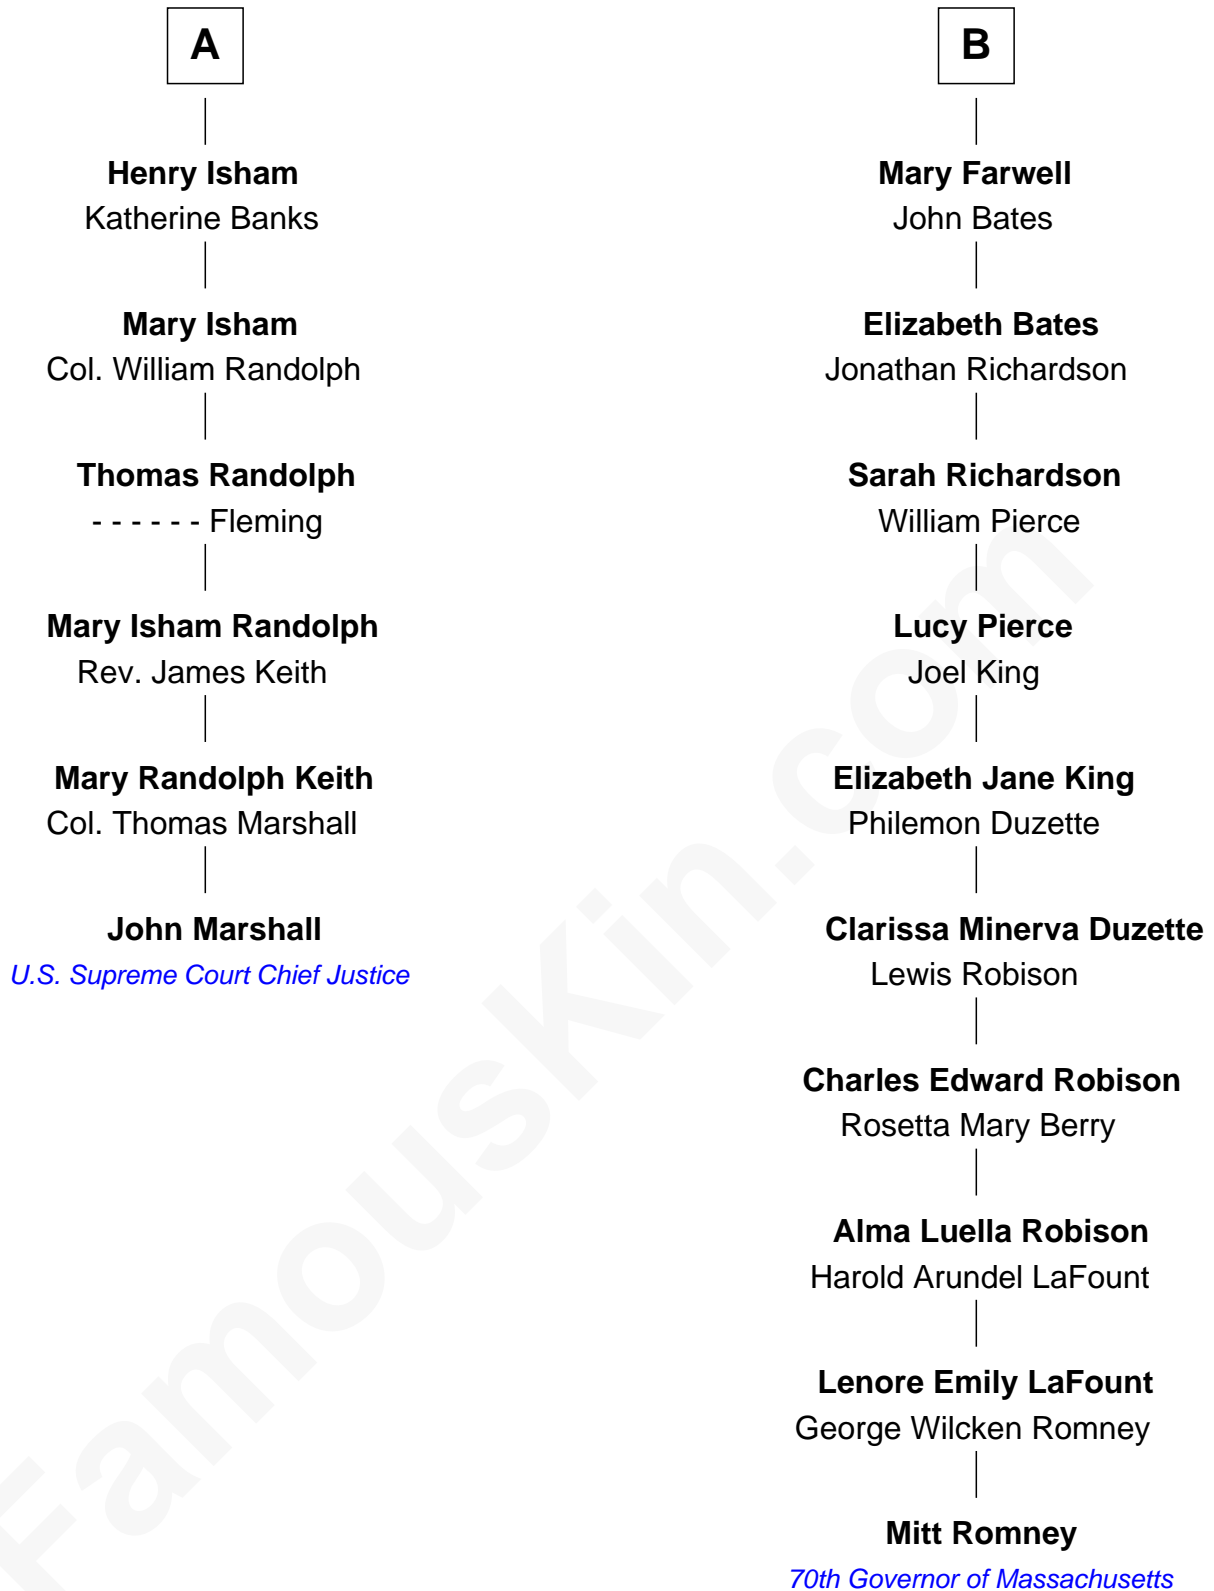 A
Henry Isham
Katherine Banks
Mary Isham
Col. William Randolph
Thomas Randolph
- - - - - - Fleming
Mary Isham Randolph
Rev. James Keith
Mary Randolph Keith
Col. Thomas Marshall
John Marshall
U.S. Supreme Court Chief Justice
B
Mary Farwell
John Bates
Elizabeth Bates
Jonathan Richardson
Sarah Richardson
William Pierce
Lucy Pierce
Joel King
Elizabeth Jane King
Philemon Duzette
Clarissa Minerva Duzette
Lewis Robison
Charles Edward Robison
Rosetta Mary Berry
Alma Luella Robison
Harold Arundel LaFount
Lenore Emily LaFount
George Wilcken Romney
Mitt Romney
70th Governor of Massachusetts
FamousKin.com